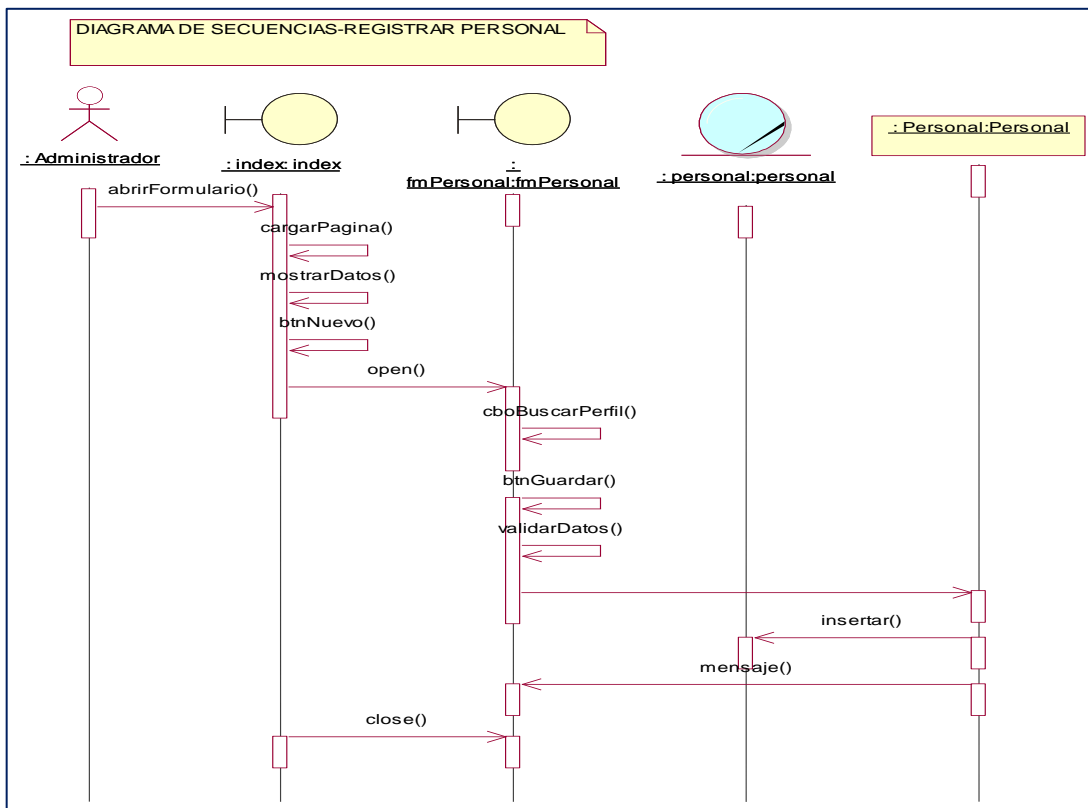 DIAGRAMA DE SECUENCIAS-REGISTRAR PERSONAL
: Administrador
: index: index
:
fmPersonal:fmPersonal
: personal:personal
: Personal:Personal
abrirFormulario()
cargarPagina()
mostrarDatos()
btnNuevo()
open()
cboBuscarPerfil()
btnGuardar()
validarDatos()
insertar()
mensaje()
close()